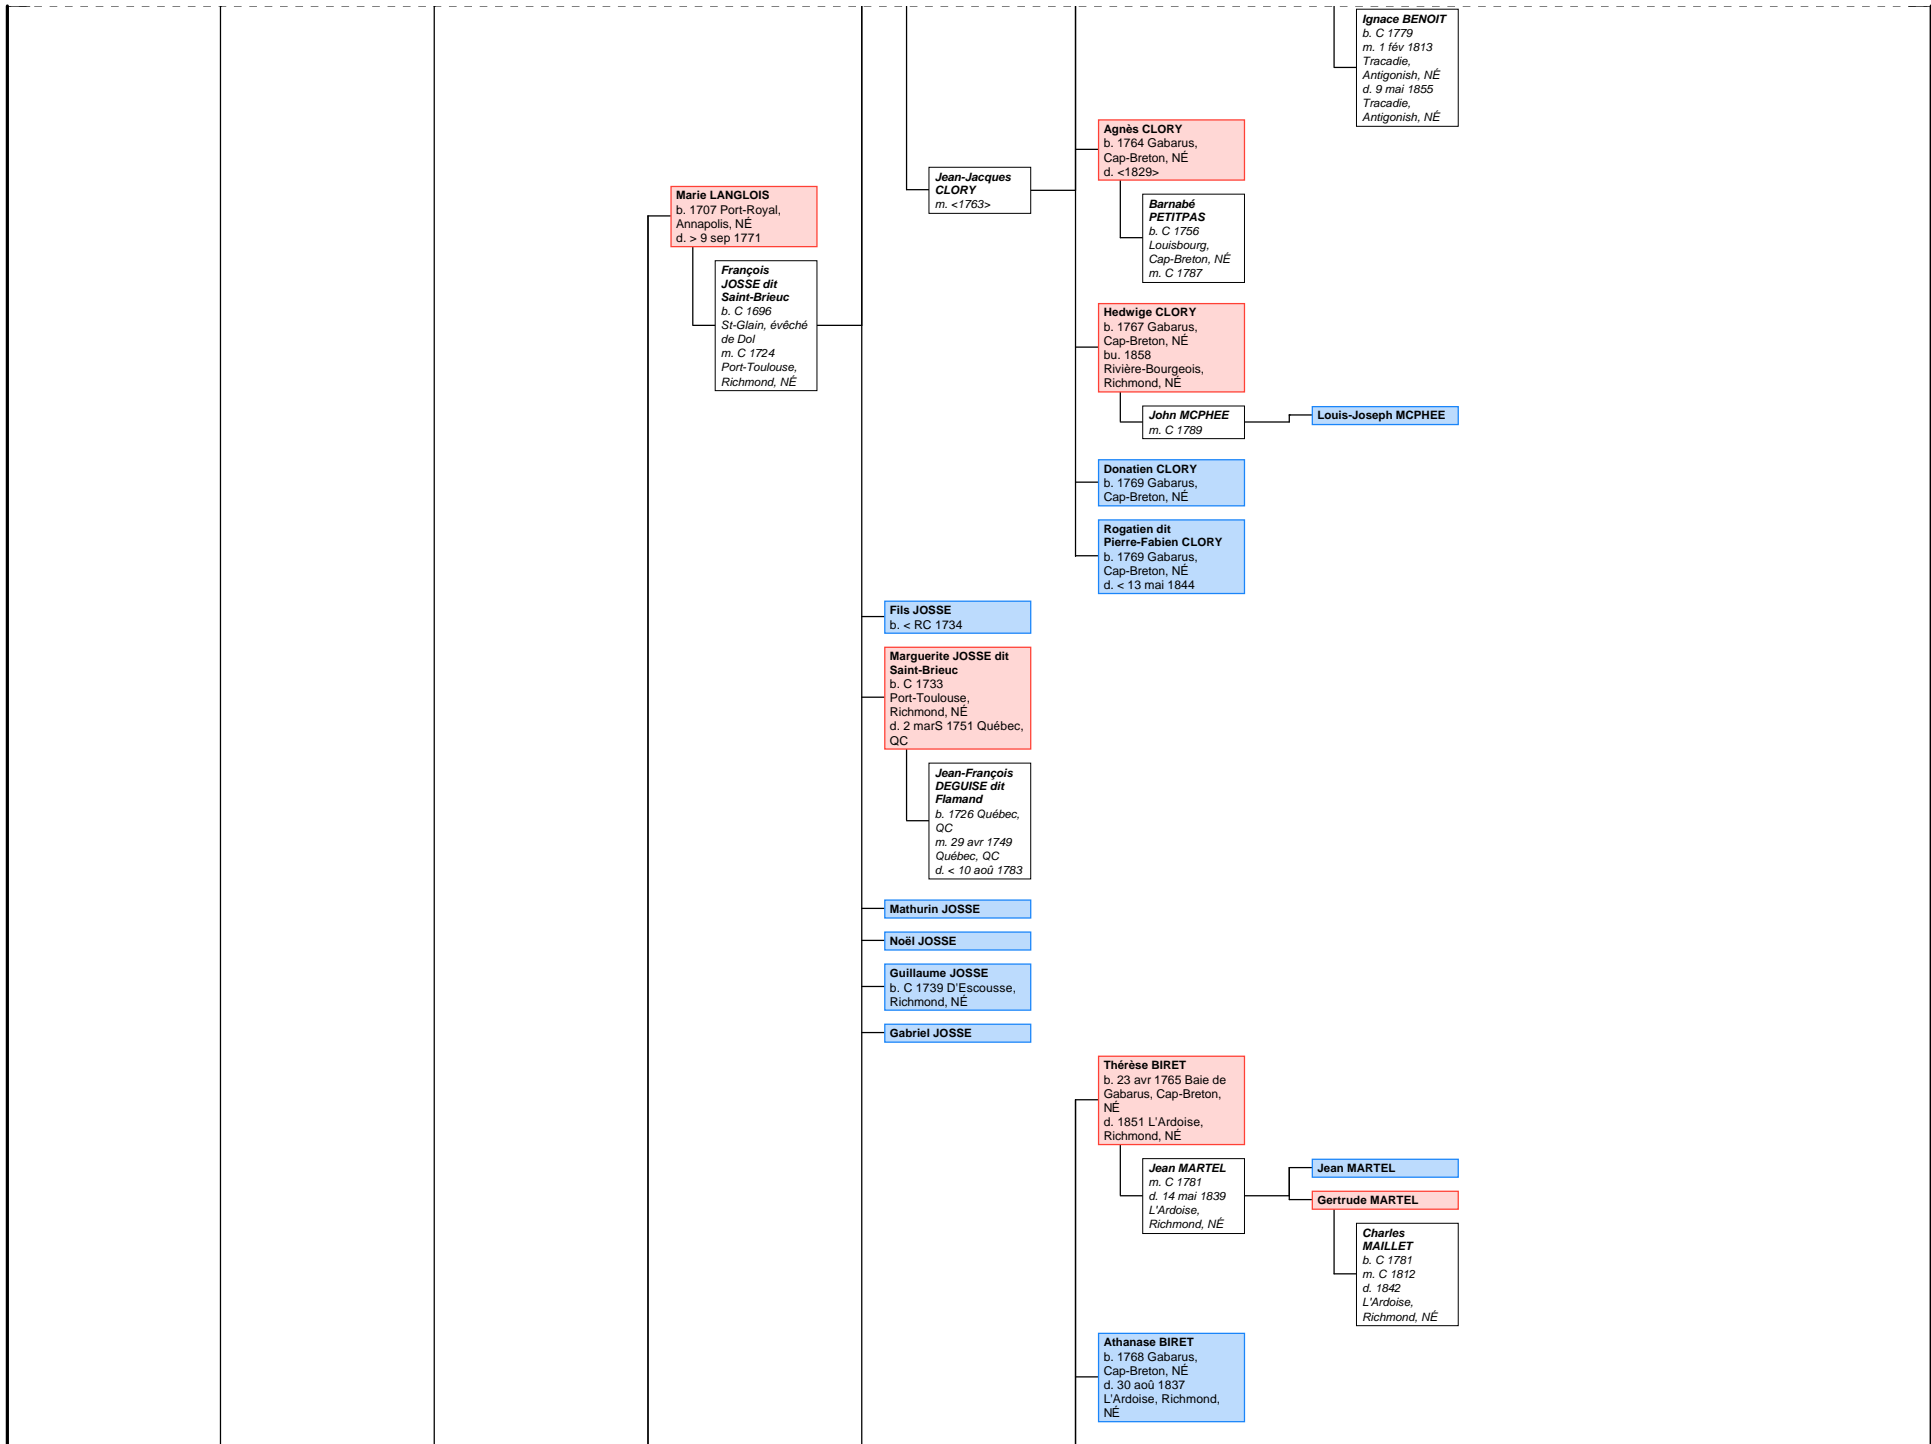 Ignace BENOIT
b. C 1779
m. 1 fév 1813
Tracadie,
Antigonish, NÉ
d. 9 mai 1855
Tracadie,
Antigonish, NÉ
Agnès CLORY
b. 1764 Gabarus,
Cap-Breton, NÉ
d. <1829>
Jean-Jacques
CLORY
m. <1763>
Barnabé
PETITPAS
b. C 1756
Louisbourg,
Cap-Breton, NÉ
m. C 1787
Marie LANGLOIS
b. 1707 Port-Royal,
Annapolis, NÉ
d. > 9 sep 1771
François
JOSSE dit
Saint-Brieuc
b. C 1696
St-Glain, évêché
de Dol
m. C 1724
Port-Toulouse,
Richmond, NÉ
Hedwige CLORY
b. 1767 Gabarus,
Cap-Breton, NÉ
bu. 1858
Rivière-Bourgeois,
Richmond, NÉ
John MCPHEE
m. C 1789
Louis-Joseph MCPHEE
Donatien CLORY
b. 1769 Gabarus,
Cap-Breton, NÉ
Rogatien dit
Pierre-Fabien CLORY
b. 1769 Gabarus,
Cap-Breton, NÉ
d. < 13 mai 1844
Fils JOSSE
b. < RC 1734
Marguerite JOSSE dit
Saint-Brieuc
b. C 1733
Port-Toulouse,
Richmond, NÉ
d. 2 marS 1751 Québec,
QC
Jean-François
DEGUISE dit
Flamand
b. 1726 Québec,
QC
m. 29 avr 1749
Québec, QC
d. < 10 aoû 1783
Mathurin JOSSE
Noël JOSSE
Guillaume JOSSE
b. C 1739 D'Escousse,
Richmond, NÉ
Gabriel JOSSE
Thérèse BIRET
b. 23 avr 1765 Baie de
Gabarus, Cap-Breton,
NÉ
d. 1851 L'Ardoise,
Richmond, NÉ
Jean MARTEL
m. C 1781
d. 14 mai 1839
L'Ardoise,
Richmond, NÉ
Jean MARTEL
Gertrude MARTEL
Charles
MAILLET
b. C 1781
m. C 1812
d. 1842
L'Ardoise,
Richmond, NÉ
Athanase BIRET
b. 1768 Gabarus,
Cap-Breton, NÉ
d. 30 aoû 1837
L'Ardoise, Richmond,
NÉ